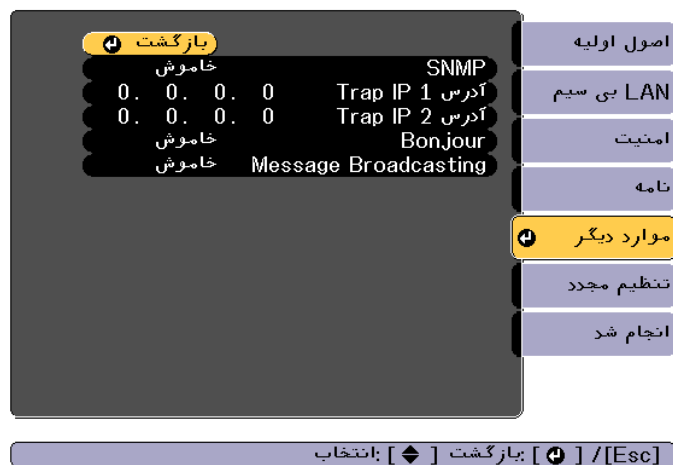 بازگشت
SNMP خاموش
آدرس Trap IP 1 0. 0. 0. 0
آدرس Trap IP 2 0. 0. 0. 0
Bonjour خاموش
Message Broadcasting خاموش
اصول اولیه
LAN بی سیم
امنیت
نامه
موارد دیگر
تنظیم مجدد
انجام شد
[Esc]/[ ] :بازگشت [ ] :انتخاب